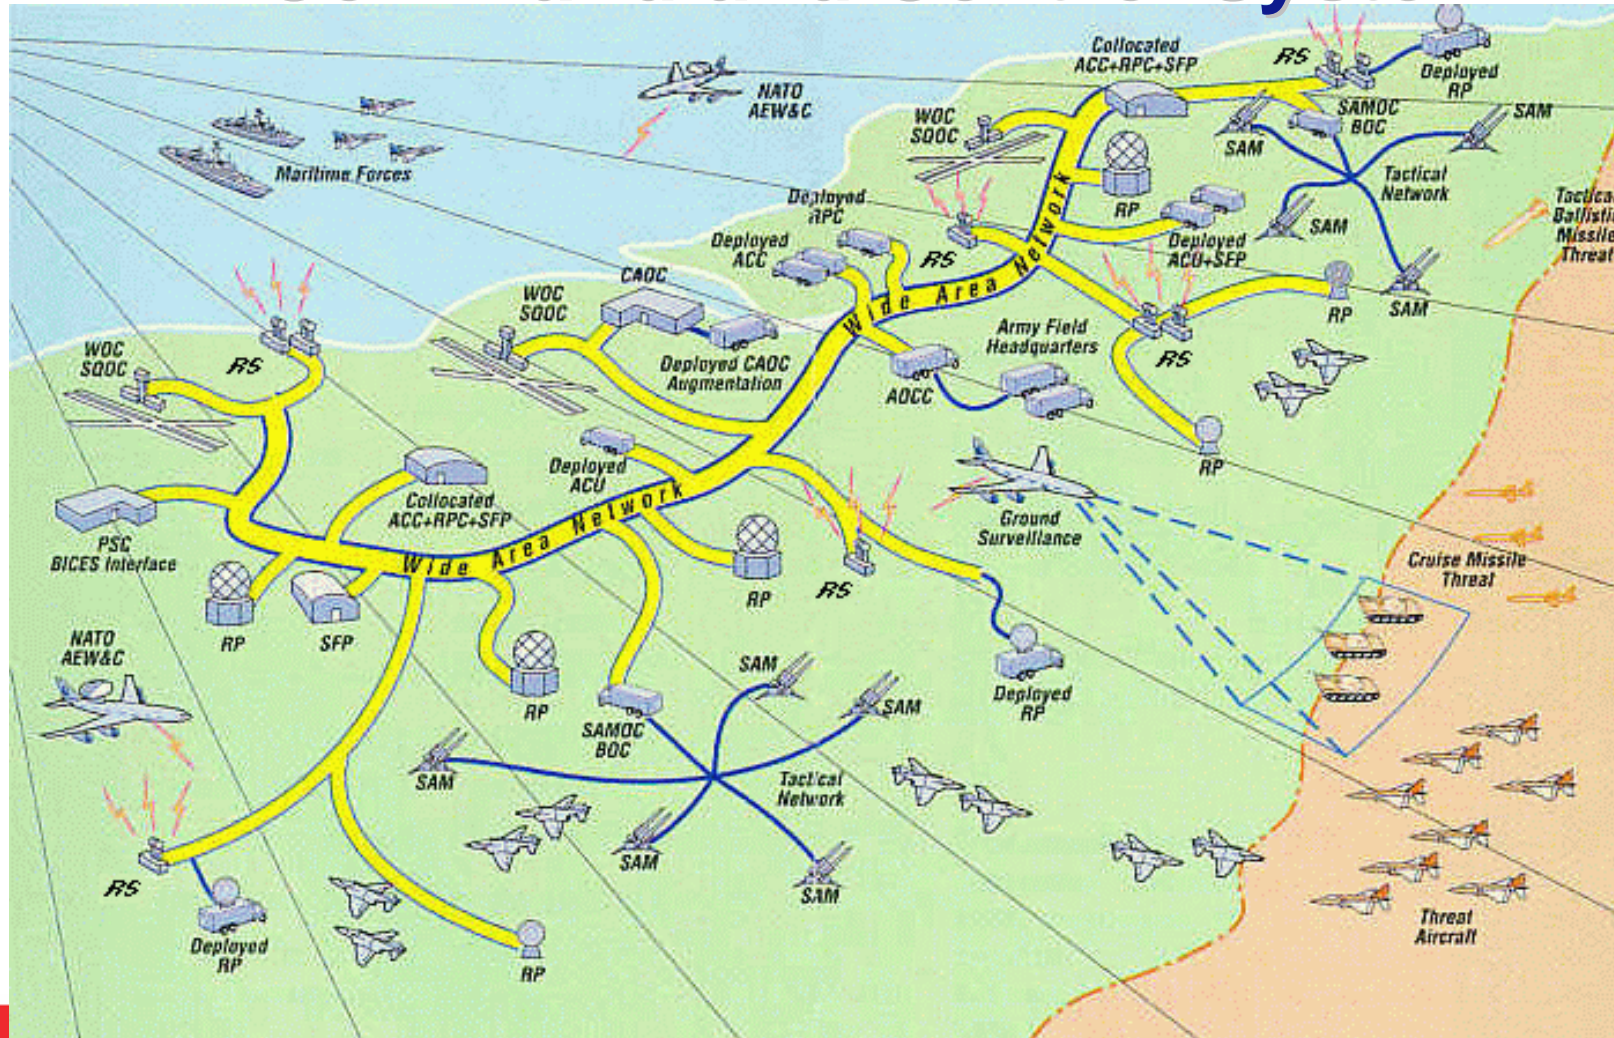 Collocated
ACC+RPC+SFP
RS
Deployed
RP
NATO
AEW&C
WOC
SQOC
SAMOC
BOC
SAM
SAM
Maritime Forces
RP
Tactical
Network
Deployed
RPC
SAM
Tactical
Ballistic
Missile
Threat
Deployed
ACC
RS
Deployed
ACU+SFP
CAOC
Wide Area Network
SAM
WOC
SQOC
RP
Army Field
Headquarters
WOC
SQOC
RS
Deployed CAOC
Augmentation
AOCC
RS
RP
Deployed
ACU
Collocated
ACC+RPC+SFP
Ground
Surveillance
PSC
BICES Interface
Wide Area Network
Cruise Missile
Threat
RP
RS
RP
SFP
NATO
AEW&C
SAM
Deployed
RP
RP
SAM
SAMOC
BOC
SAM
Tactical
Network
SAM
SAM
RS
Threat
Aircraft
Deployed
RP
RP